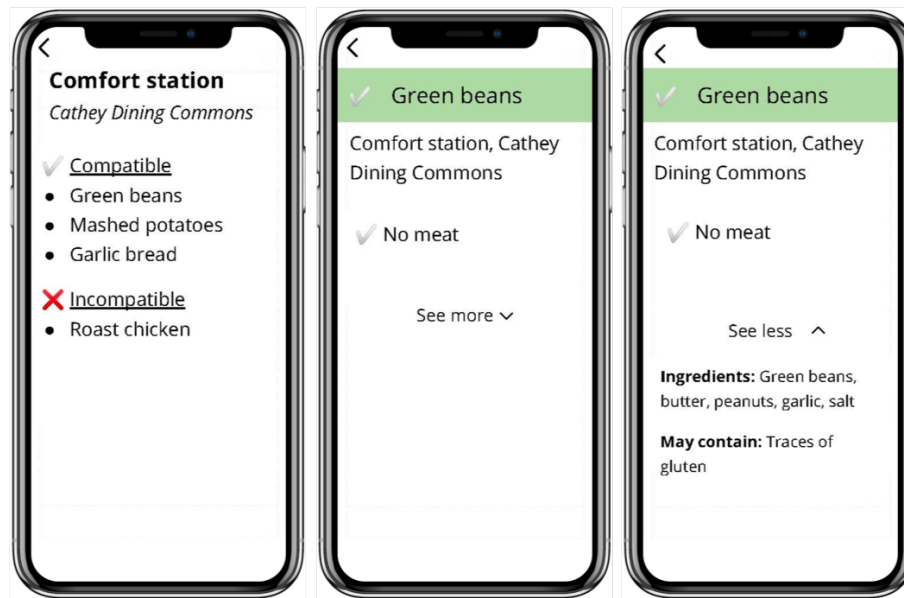 Comfort station
Cathey Dining Commons
Compatible
Green beans
Mashed potatoes
Garlic bread
Incompatible
Roast chicken
Green beans
Comfort station, Cathey
Dining Commons
No meat
See more
Green beans
Comfort station, Cathey
Dining Commons
No meat
See less
Ingredients: Green beans,
butter, peanuts, garlic, salt
May contain: Traces of
gluten